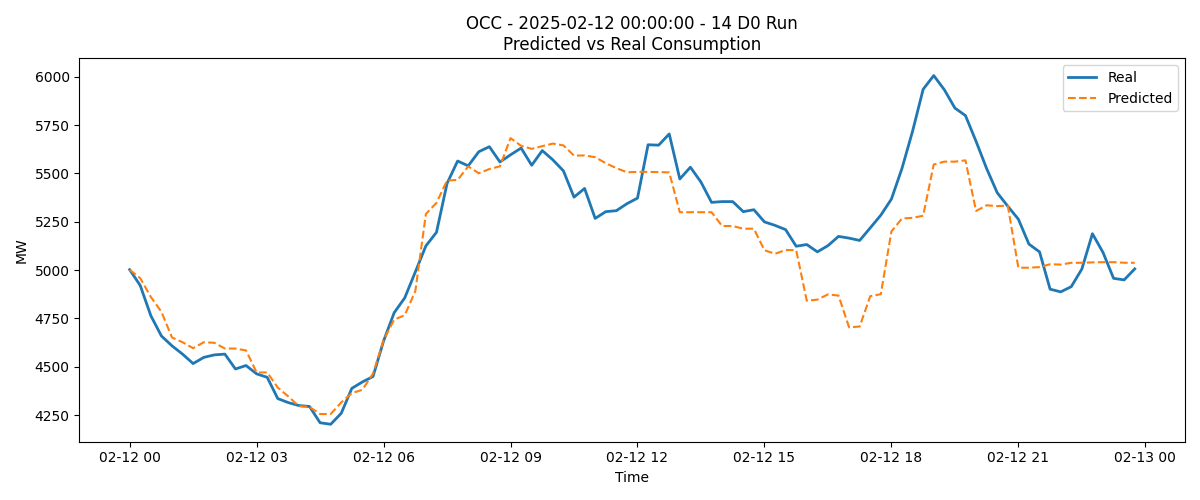 OCC - 2025-02-12 00:00:00 - 14 D0 Run
Predicted vs Real Consumption
Real
Predicted
MW
6000
5750
5500
5250
5000
4750
4500
4250
02-12 00
02-12 03
02-12 06
02-12 09
02-12 12
02-12 15
02-12 18
02-12 21
02-13 00
Time